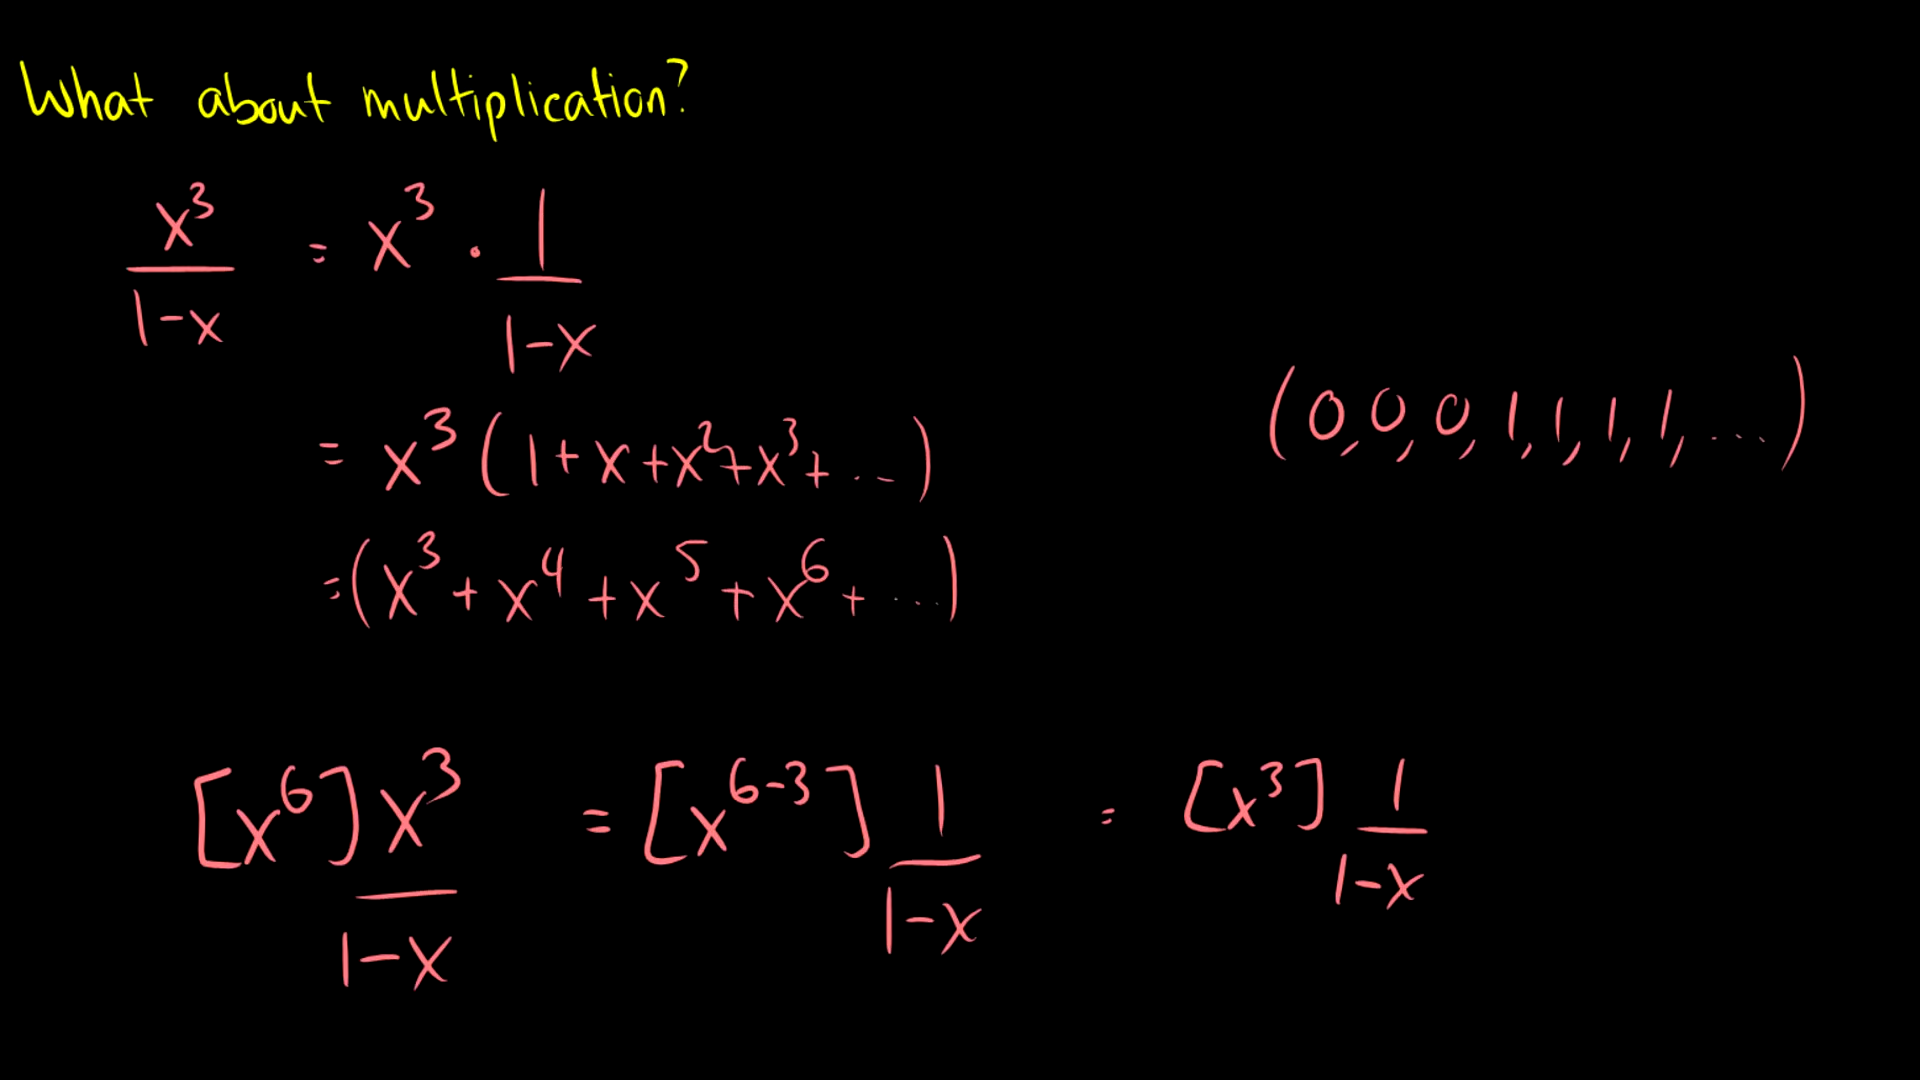 What about multiplication?
x³/(1-x) = x³ · 1/(1-x)
= x³(1+x+x²+x³+...)
(0,0,0,1,1,1,1,...)
=(x³+x⁴+x⁵+x⁶+...)
[x⁶] x³/(1-x) = [x⁶⁻³] 1/(1-x) = [x³] 1/(1-x)